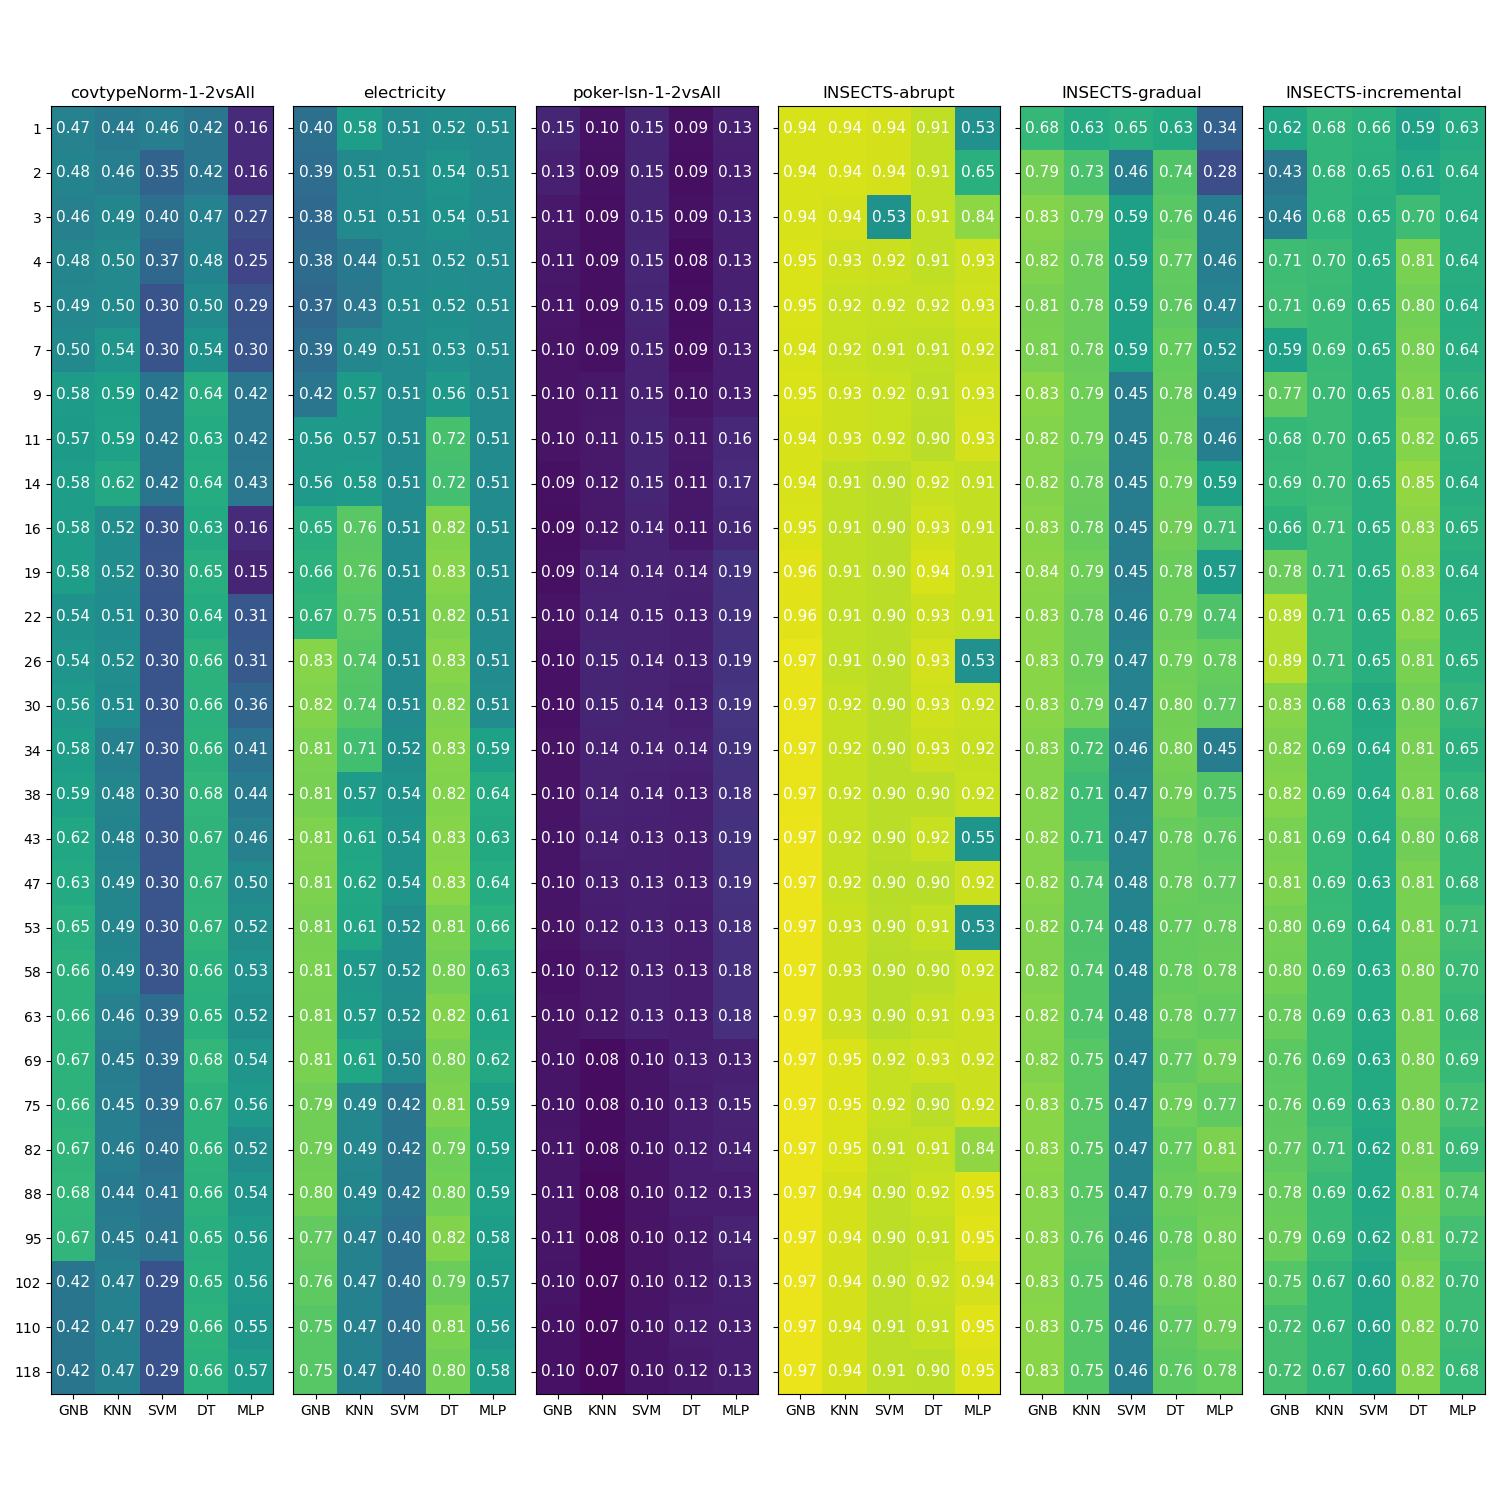 covtypeNorm-1-2vsAll electricity poker-lsn-1-2vsAll INSECTS-abrupt INSECTS-gradual INSECTS-incremental
1 0.47 0.44 0.46 0.42 0.16 0.40 0.58 0.51 0.52 0.51 0.15 0.10 0.15 0.09 0.13 0.94 0.94 0.94 0.91 0.53 0.68 0.63 0.65 0.63 0.34 0.62 0.68 0.66 0.59 0.63
2 0.48 0.46 0.35 0.42 0.16 0.39 0.51 0.51 0.54 0.51 0.13 0.09 0.15 0.09 0.13 0.94 0.94 0.94 0.91 0.65 0.79 0.73 0.46 0.74 0.28 0.43 0.68 0.65 0.61 0.64
3 0.46 0.49 0.40 0.47 0.27 0.38 0.51 0.51 0.54 0.51 0.11 0.09 0.15 0.09 0.13 0.94 0.94 0.53 0.91 0.84 0.83 0.79 0.59 0.76 0.46 0.46 0.68 0.65 0.70 0.64
4 0.48 0.50 0.37 0.48 0.25 0.38 0.44 0.51 0.52 0.51 0.11 0.09 0.15 0.08 0.13 0.95 0.93 0.92 0.91 0.93 0.82 0.78 0.59 0.77 0.46 0.71 0.70 0.65 0.81 0.64
5 0.49 0.50 0.30 0.50 0.29 0.37 0.43 0.51 0.52 0.51 0.11 0.09 0.15 0.09 0.13 0.95 0.92 0.92 0.92 0.93 0.81 0.78 0.59 0.76 0.47 0.71 0.69 0.65 0.80 0.64
7 0.50 0.54 0.30 0.54 0.30 0.39 0.49 0.51 0.53 0.51 0.10 0.09 0.15 0.09 0.13 0.94 0.92 0.91 0.91 0.92 0.81 0.78 0.59 0.77 0.52 0.59 0.69 0.65 0.80 0.64
9 0.58 0.59 0.42 0.64 0.42 0.42 0.57 0.51 0.56 0.51 0.10 0.11 0.15 0.10 0.13 0.95 0.93 0.92 0.91 0.93 0.83 0.79 0.45 0.78 0.49 0.77 0.70 0.65 0.81 0.66
11 0.57 0.59 0.42 0.63 0.42 0.56 0.57 0.51 0.72 0.51 0.10 0.11 0.15 0.11 0.16 0.94 0.93 0.92 0.90 0.93 0.82 0.79 0.45 0.78 0.46 0.68 0.70 0.65 0.82 0.65
14 0.58 0.62 0.42 0.64 0.43 0.56 0.58 0.51 0.72 0.51 0.09 0.12 0.15 0.11 0.17 0.94 0.91 0.90 0.92 0.91 0.82 0.78 0.45 0.79 0.59 0.69 0.70 0.65 0.85 0.64
16 0.58 0.52 0.30 0.63 0.16 0.65 0.76 0.51 0.82 0.51 0.09 0.12 0.14 0.11 0.16 0.95 0.91 0.90 0.93 0.91 0.83 0.78 0.45 0.79 0.71 0.66 0.71 0.65 0.83 0.65
19 0.58 0.52 0.30 0.65 0.15 0.66 0.76 0.51 0.83 0.51 0.09 0.14 0.14 0.14 0.19 0.96 0.91 0.90 0.94 0.91 0.84 0.79 0.45 0.78 0.57 0.78 0.71 0.65 0.83 0.64
22 0.54 0.51 0.30 0.64 0.31 0.67 0.75 0.51 0.82 0.51 0.10 0.14 0.15 0.13 0.19 0.96 0.91 0.90 0.93 0.91 0.83 0.78 0.46 0.79 0.74 0.89 0.71 0.65 0.82 0.65
26 0.54 0.52 0.30 0.66 0.31 0.83 0.74 0.51 0.83 0.51 0.10 0.15 0.14 0.13 0.19 0.97 0.91 0.90 0.93 0.53 0.83 0.79 0.47 0.79 0.78 0.89 0.71 0.65 0.81 0.65
30 0.56 0.51 0.30 0.66 0.36 0.82 0.74 0.51 0.82 0.51 0.10 0.15 0.14 0.13 0.19 0.97 0.92 0.90 0.93 0.92 0.83 0.79 0.47 0.80 0.77 0.83 0.68 0.63 0.80 0.67
34 0.58 0.47 0.30 0.66 0.41 0.81 0.71 0.52 0.83 0.59 0.10 0.14 0.14 0.14 0.19 0.97 0.92 0.90 0.93 0.92 0.83 0.72 0.46 0.80 0.45 0.82 0.69 0.64 0.81 0.65
38 0.59 0.48 0.30 0.68 0.44 0.81 0.57 0.54 0.82 0.64 0.10 0.14 0.14 0.13 0.18 0.97 0.92 0.90 0.90 0.92 0.82 0.71 0.47 0.79 0.75 0.82 0.69 0.64 0.81 0.68
43 0.62 0.48 0.30 0.67 0.46 0.81 0.61 0.54 0.83 0.63 0.10 0.14 0.13 0.13 0.19 0.97 0.92 0.90 0.92 0.55 0.82 0.71 0.47 0.78 0.76 0.81 0.69 0.64 0.80 0.68
47 0.63 0.49 0.30 0.67 0.50 0.81 0.62 0.54 0.83 0.64 0.10 0.13 0.13 0.13 0.19 0.97 0.92 0.90 0.90 0.92 0.82 0.74 0.48 0.78 0.77 0.81 0.69 0.63 0.81 0.68
53 0.65 0.49 0.30 0.67 0.52 0.81 0.61 0.52 0.81 0.66 0.10 0.12 0.13 0.13 0.18 0.97 0.93 0.90 0.91 0.53 0.82 0.74 0.48 0.77 0.78 0.80 0.69 0.64 0.81 0.71
58 0.66 0.49 0.30 0.66 0.53 0.81 0.57 0.52 0.80 0.63 0.10 0.12 0.13 0.13 0.18 0.97 0.93 0.90 0.90 0.92 0.82 0.74 0.48 0.78 0.78 0.80 0.69 0.63 0.80 0.70
63 0.66 0.46 0.39 0.65 0.52 0.81 0.57 0.52 0.82 0.61 0.10 0.12 0.13 0.13 0.18 0.97 0.93 0.90 0.91 0.93 0.82 0.74 0.48 0.78 0.77 0.78 0.69 0.63 0.81 0.68
69 0.67 0.45 0.39 0.68 0.54 0.81 0.61 0.50 0.80 0.62 0.10 0.08 0.10 0.13 0.13 0.97 0.95 0.92 0.93 0.92 0.82 0.75 0.47 0.77 0.79 0.76 0.69 0.63 0.80 0.69
75 0.66 0.45 0.39 0.67 0.56 0.79 0.49 0.42 0.81 0.59 0.10 0.08 0.10 0.13 0.15 0.97 0.95 0.92 0.90 0.92 0.83 0.75 0.47 0.79 0.77 0.76 0.69 0.63 0.80 0.72
82 0.67 0.46 0.40 0.66 0.52 0.79 0.49 0.42 0.79 0.59 0.11 0.08 0.10 0.12 0.14 0.97 0.95 0.91 0.91 0.84 0.83 0.75 0.47 0.77 0.81 0.77 0.71 0.62 0.81 0.69
88 0.68 0.44 0.41 0.66 0.54 0.80 0.49 0.42 0.80 0.59 0.11 0.08 0.10 0.12 0.13 0.97 0.94 0.90 0.92 0.95 0.83 0.75 0.47 0.79 0.79 0.78 0.69 0.62 0.81 0.74
95 0.67 0.45 0.41 0.65 0.56 0.77 0.47 0.40 0.82 0.58 0.11 0.08 0.10 0.12 0.14 0.97 0.94 0.90 0.91 0.95 0.83 0.76 0.46 0.78 0.80 0.79 0.69 0.62 0.81 0.72
102 0.42 0.47 0.29 0.65 0.56 0.76 0.47 0.40 0.79 0.57 0.10 0.07 0.10 0.12 0.13 0.97 0.94 0.90 0.92 0.94 0.83 0.75 0.46 0.78 0.80 0.75 0.67 0.60 0.82 0.70
110 0.42 0.47 0.29 0.66 0.55 0.75 0.47 0.40 0.81 0.56 0.10 0.07 0.10 0.12 0.13 0.97 0.94 0.91 0.91 0.95 0.83 0.75 0.46 0.77 0.79 0.72 0.67 0.60 0.82 0.70
118 0.42 0.47 0.29 0.66 0.57 0.75 0.47 0.40 0.80 0.58 0.10 0.07 0.10 0.12 0.13 0.97 0.94 0.91 0.90 0.95 0.83 0.75 0.46 0.76 0.78 0.72 0.67 0.60 0.82 0.68
GNB KNN SVM DT MLP GNB KNN SVM DT MLP GNB KNN SVM DT MLP GNB KNN SVM DT MLP GNB KNN SVM DT MLP GNB KNN SVM DT MLP